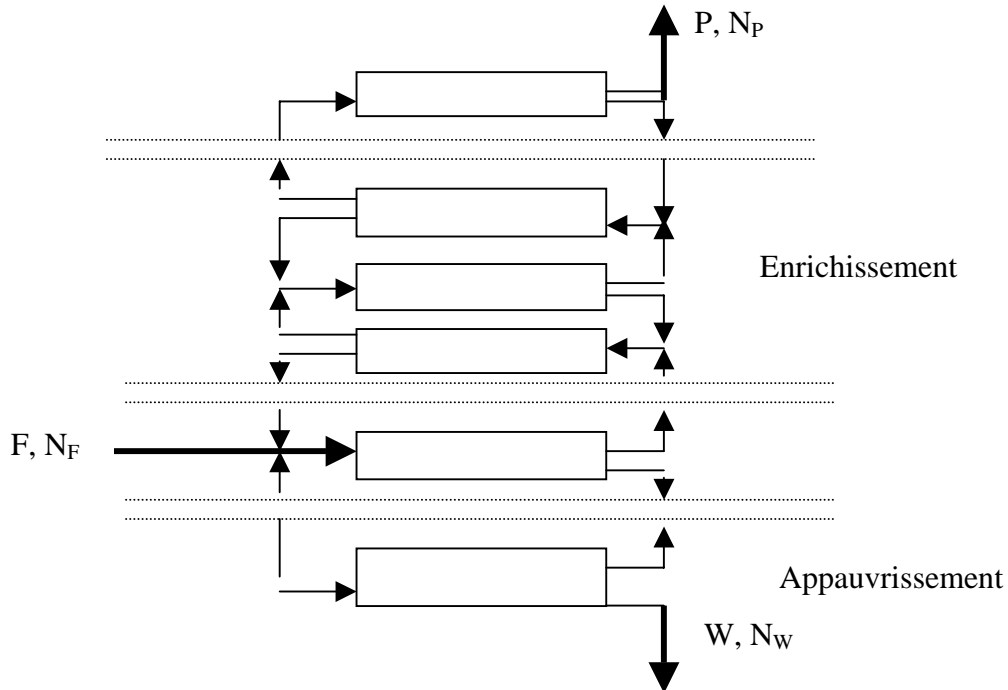 P, N_P
Enrichissement
F, N_F
Appauvrissement
W, N_W